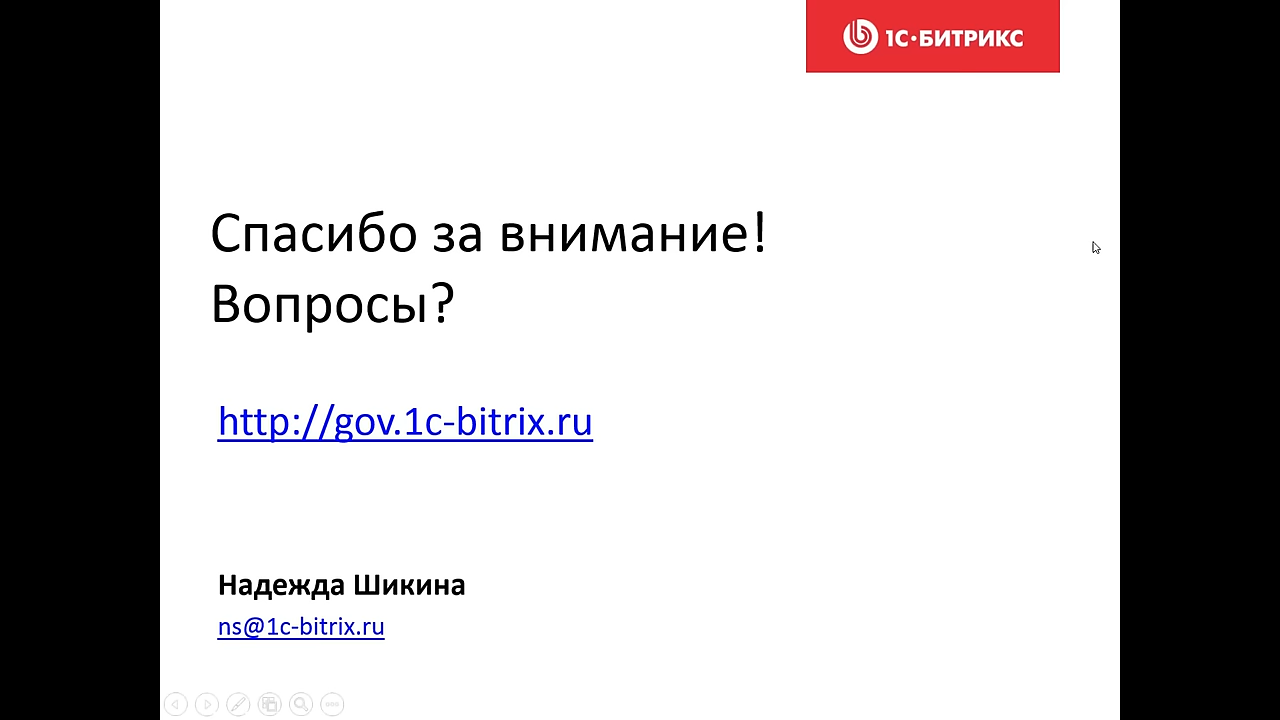 1С·БИТРИКС
Спасибо за внимание!
Вопросы?
http://gov.1c-bitrix.ru
Надежда Шикина
ns@1c-bitrix.ru